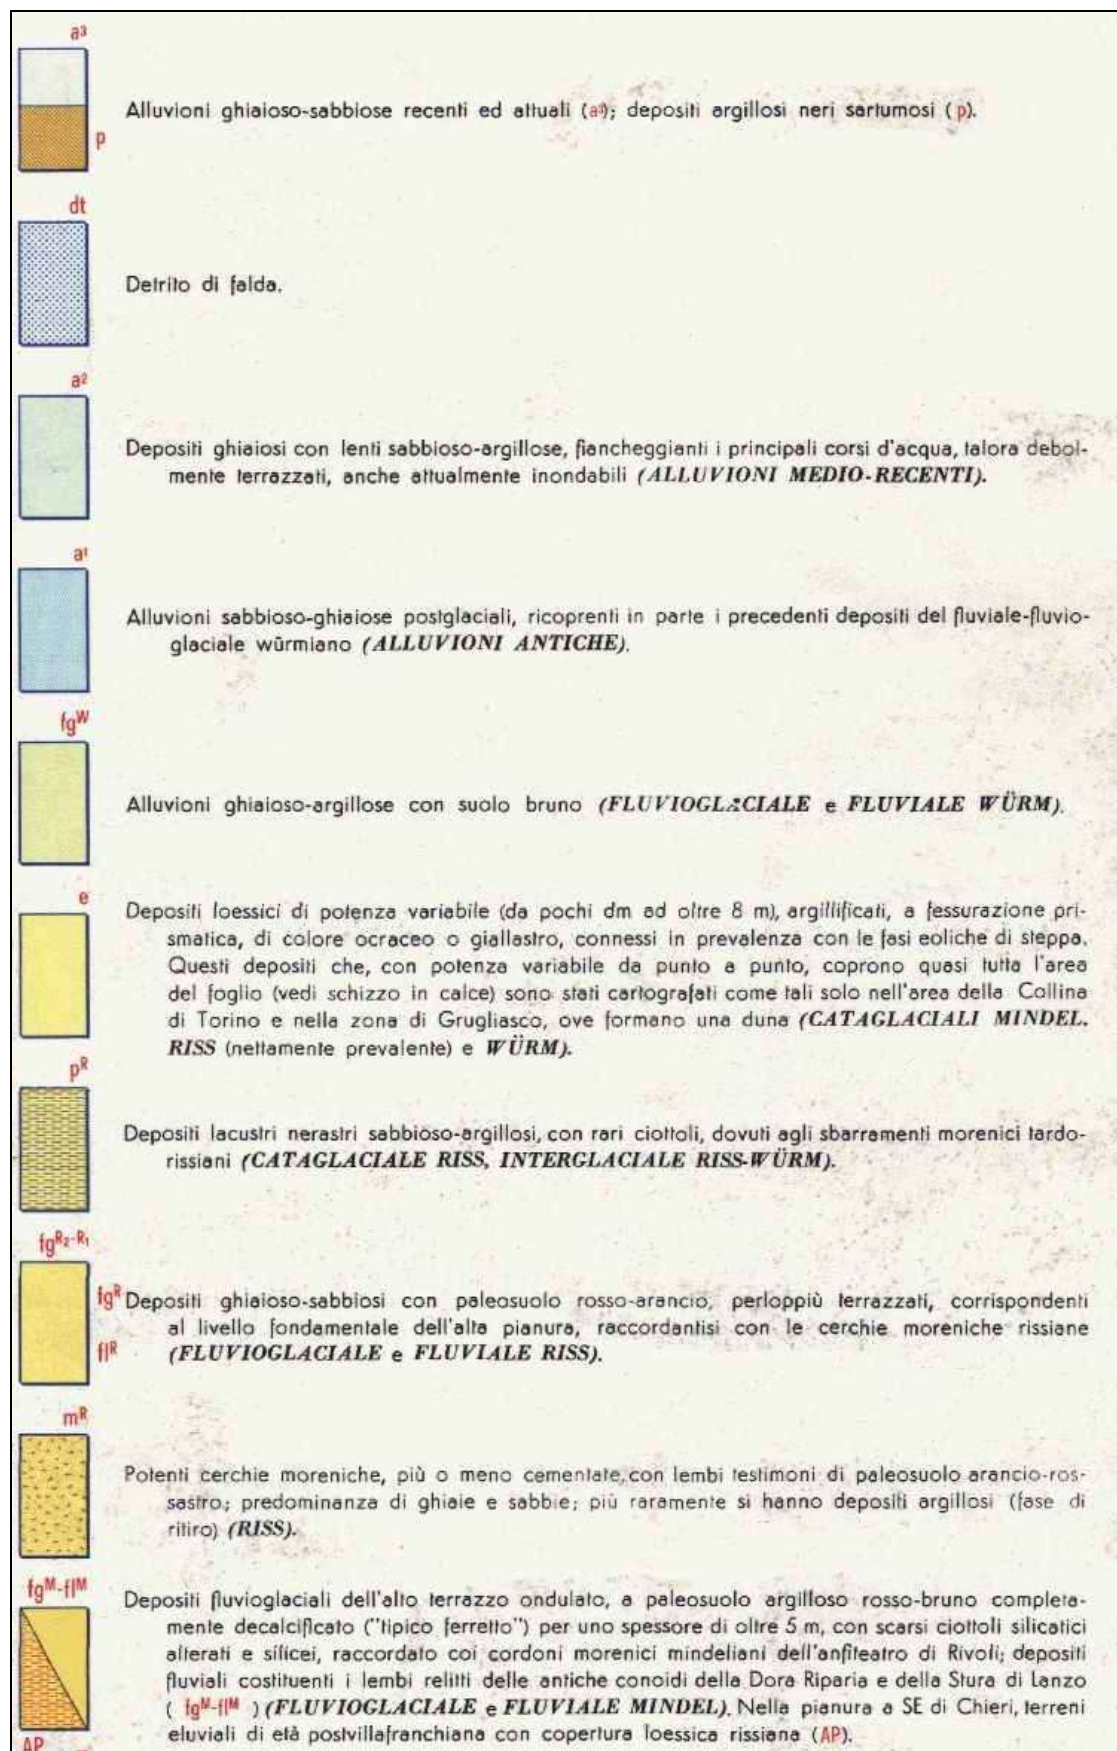 a³
Alluvioni ghiaioso-sabbiose recenti ed attuali (a³); depositi argillosi neri sartumosi (p).
p
dt
Detrito di falda.
a²
Depositi ghiaiosi con lenti sabbioso-argillose, fiancheggianti i principali corsi d'acqua, talora debol-
mente terrazzati, anche attualmente inondabili (ALLUVIONI MEDIO-RECENTI).
a¹
Alluvioni sabbioso-ghiaiose postglaciali, ricoprenti in parte i precedenti depositi del fluviale-fluvio-
glaciale würmiano (ALLUVIONI ANTICHE).
fgW
Alluvioni ghiaioso-argillose con suolo bruno (FLUVIOGLACIALE e FLUVIALE WÜRM).
e
Depositi loessici di potenza variabile (da pochi dm ad oltre 8 m), argillificati, a fessurazione pri-
smatica, di colore ocraceo o giallastro, connessi in prevalenza con le fasi eoliche di steppa.
Questi depositi che, con potenza variabile da punto a punto, coprono quasi tutta l'area
del foglio (vedi schizzo in calce) sono stati cartografati come tali solo nell'area della Collina
di Torino e nella zona di Grugliasco, ove formano una duna (CATAGLACIALI MINDEL.
RISS (nettamente prevalente) e WÜRM).
pR
Depositi lacustri nerastri sabbioso-argillosi, con rari ciottoli, dovuti agli sbarramenti morenici tardo-
rissiani (CATAGLACIALE RISS, INTERGLACIALE RISS-WÜRM).
fgR₂-R₁
fgR Depositi ghiaioso-sabbiosi con paleosuolo rosso-arancio, perloppiù terrazzati, corrispondenti
al livello fondamentale dell'alta pianura, raccordantisi con le cerchie moreniche rissiane
flR (FLUVIOGLACIALE e FLUVIALE RISS).
mR
Potenti cerchie moreniche, più o meno cementate, con lembi testimoni di paleosuolo arancio-ros-
sastro; predominanza di ghiaie e sabbie; più raramente si hanno depositi argillosi (fase di
ritiro) (RISS).
fgM-flM
Depositi fluvioglaciali dell'alto terrazzo ondulato, a paleosuolo argilloso rosso-bruno completa-
mente decalcificato ("tipico ferretto") per uno spessore di oltre 5 m, con scarsi ciottoli silicatici
alterati e silicei, raccordato coi cordoni morenici mindeliani dell'anfiteatro di Rivoli; depositi
fluviali costituenti i lembi relitti delle antiche conoidi della Dora Riparia e della Stura di Lanzo
( fgM-flM ) (FLUVIOGLACIALE e FLUVIALE MINDEL). Nella pianura a SE di Chieri, terreni
eluviali di età postvillafranchiana con copertura loessica rissiana (AP).
AP